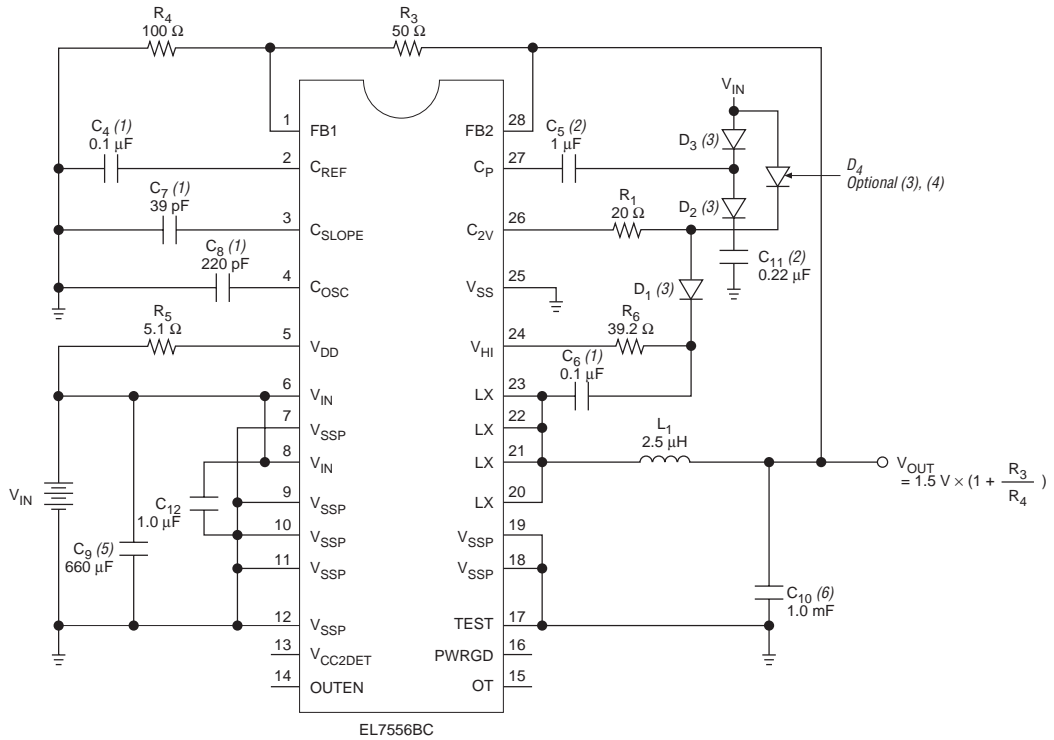 R4
100 Ω
R3
50 Ω
VIN
1
FB1
28
FB2
C4 (1)
0.1 µF
2
CREF
27
CP
C5 (2)
1 µF
D3 (3)
D4
Optional (3), (4)
C7 (1)
39 pF
3
CSLOPE
26
C2V
R1
20 Ω
D2 (3)
C8 (1)
220 pF
4
COSC
25
VSS
C11 (2)
0.22 µF
D1 (3)
R5
5.1 Ω
5
VDD
24
VHI
R6
39.2 Ω
C6 (1)
0.1 µF
6
VIN
23
LX
7
VSSP
22
LX
8
VIN
21
LX
L1
2.5 µH
VOUT
= 1.5 V × (1 + R3 / R4 )
VIN
C12
1.0 µF
9
VSSP
20
LX
10
VSSP
19
VSSP
C9 (5)
660 µF
11
VSSP
18
VSSP
C10 (6)
1.0 mF
12
VSSP
17
TEST
13
VCC2DET
16
PWRGD
14
OUTEN
15
OT
EL7556BC